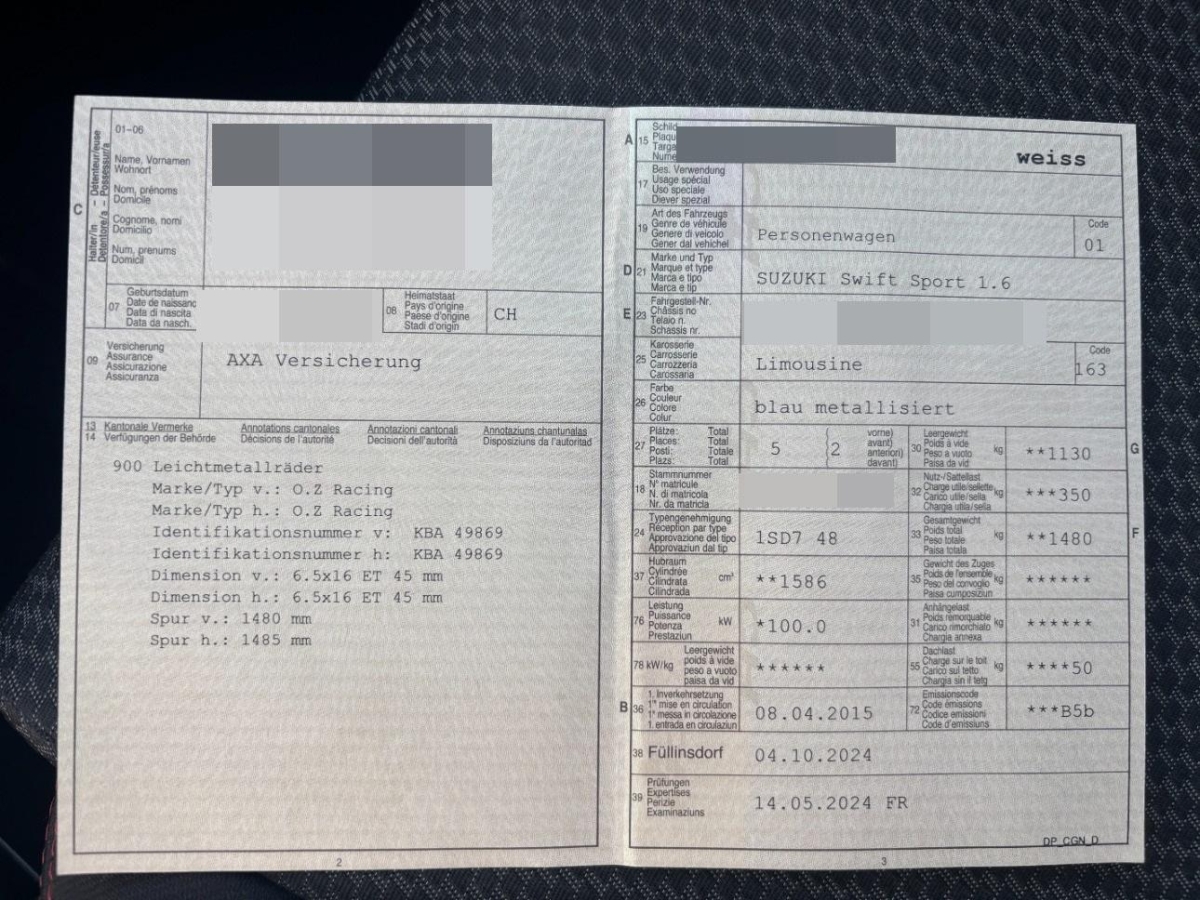 C
Halter/in – Détenteur/euse
Detentore/a – Possessur/a
01-06
Name, Vornamen
Wohnort
Nom, prénoms
Domicile
Cognome, nomi
Domicilio
Num, prenums
Domicil
07
Geburtsdatum
Date de naissanc
Data di nascita
Data da nasch.
08
Heimatstaat
Pays d'origine
Paese d'origine
Stadi d'origin
CH
09
Versicherung
Assurance
Assicurazione
Assicuranza
AXA Versicherung
13 Kantonale Vermerke Annotations cantonales Annotazioni cantonali Annotaziuns chantunalas
14 Verfügungen der Behörde Décisions de l'autorité Decisioni dell'autorità Disposiziuns da l'autoritad
900 Leichtmetallräder
Marke/Typ v.: O.Z Racing
Marke/Typ h.: O.Z Racing
Identifikationsnummer v: KBA 49869
Identifikationsnummer h: KBA 49869
Dimension v.: 6.5x16 ET 45 mm
Dimension h.: 6.5x16 ET 45 mm
Spur v.: 1480 mm
Spur h.: 1485 mm
2
A 15
Schild
Plaqu
Targa
Nume
weiss
17
Bes. Verwendung
Usage spécial
Uso speciale
Diever spezial
19
Art des Fahrzeugs
Genre de véhicule
Genere di veicolo
Gener dal vehichel
Personenwagen
Code
01
D 21
Marke und Typ
Marque et type
Marca e tipo
Marca e tip
SUZUKI Swift Sport 1.6
E 23
Fahrgestell-Nr.
Châssis no
Telaio n.
Schassis nr.
25
Karosserie
Carrosserie
Carrozzeria
Carossaria
Limousine
Code
163
26
Farbe
Couleur
Colore
Colur
blau metallisiert
27
Plätze: Total
Places: Total
Posti: Totale
Plazs: Total
5 (2
vorne)
avant)
anteriori)
davant)
30
Leergewicht
Poids à vide
Peso a vuoto
Paisa da vid
kg
**1130
G
18
Stammnummer
N° matricule
N. di matricola
Nr. da matricla
32
Nutz-/Sattellast
Charge utile/sellette
Carico utile/sella
Chargia utila/sella
kg
***350
24
Typengenehmigung
Réception par type
Approvazione del tipo
Approvaziun dal tip
1SD7 48
33
Gesamtgewicht
Poids total
Peso totale
Paisa totala
kg
**1480
F
37
Hubraum
Cylindrée
Cilindrata
Cilindrada
cm³
**1586
35
Gewicht des Zuges
Poids de l'ensemble
Peso del convoglio
Paisa cumposiziun
kg
******
76
Leistung
Puissance
Potenza
Prestaziun
kW
*100.0
31
Anhängelast
Poids remorquable
Carico rimorchiato
Chargia annexa
kg
******
78 kW/kg
Leergewicht
poids à vide
peso a vuoto
paisa da vid
******
55
Dachlast
Charge sur le toit
Carico sul tetto
Chargia sin il tetg
kg
****50
B 36
1. Inverkehrsetzung
1re mise en circulation
1a messa in circolazione
1. entrada en circulaziun
08.04.2015
72
Emissionscode
Code émissions
Codice emissioni
Code d'emissiuns
***B5b
38 Füllinsdorf
04.10.2024
39
Prüfungen
Expertises
Perizie
Examinaziuns
14.05.2024 FR
DP_CGN_D
3